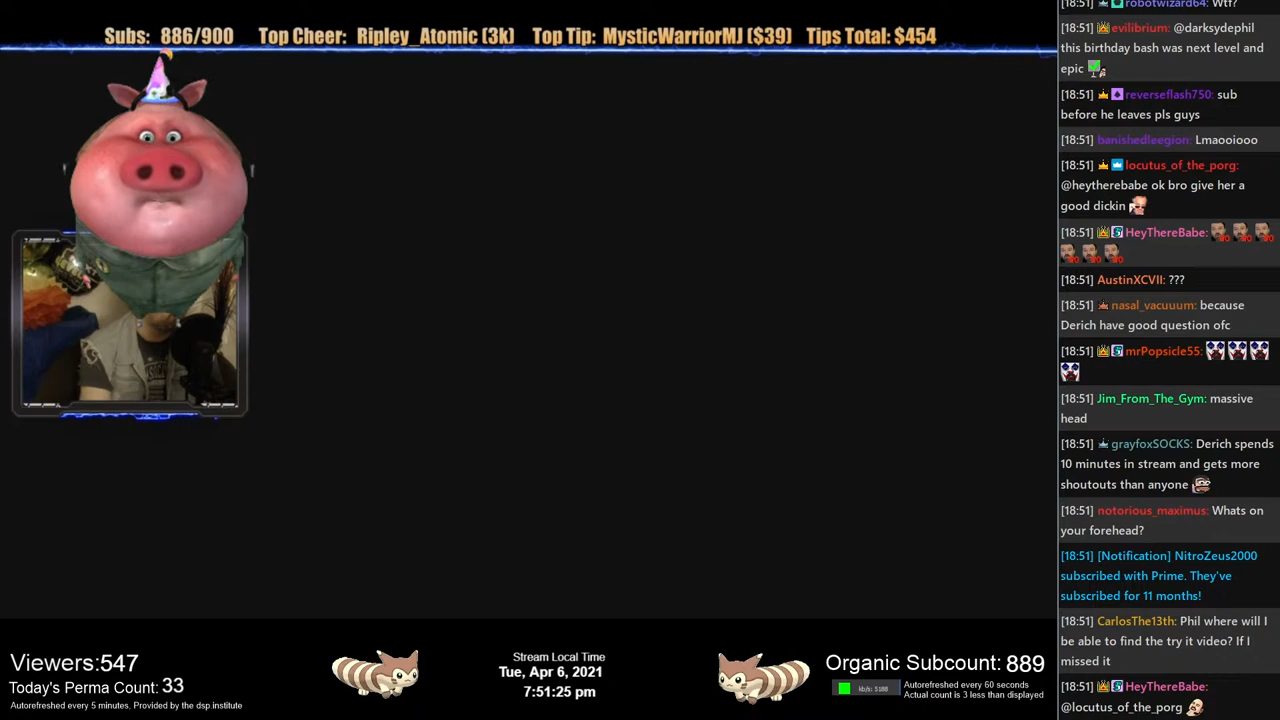 Subs: 886/900 Top Cheer: Ripley_Atomic (3k) Top Tip: MysticWarriorMJ ($39) Tips Total: $454
[18:51] robotwizard64: Wtf?
[18:51] evilibrium: @darksydephil
this birthday bash was next level and
epic
[18:51] reverseflash750: sub
before he leaves pls guys
[18:51] banishedleegion: Lmaooiooo
[18:51] locutus_of_the_porg:
@heytherebabe ok bro give her a
good dickin
[18:51] HeyThereBabe:
[18:51] AustinXCVII: ???
[18:51] nasal_vacuuum: because
Derich have good question ofc
[18:51] mrPopsicle55:
[18:51] Jim_From_The_Gym: massive
head
[18:51] grayfoxSOCKS: Derich spends
10 minutes in stream and gets more
shoutouts than anyone
[18:51] notorious_maximus: Whats on
your forehead?
[18:51] [Notification] NitroZeus2000
subscribed with Prime. They've
subscribed for 11 months!
[18:51] CarlosThe13th: Phil where will I
be able to find the try it video? If I
missed it
[18:51] HeyThereBabe:
@locutus_of_the_porg
Viewers:547
Today's Perma Count: 33
Autorefreshed every 5 minutes. Provided by the dsp institute
Stream Local Time
Tue, Apr 6, 2021
7:51:25 pm
Organic Subcount: 889
kb/s: 5188
Autorefreshed every 60 seconds
Actual count is 3 less than displayed